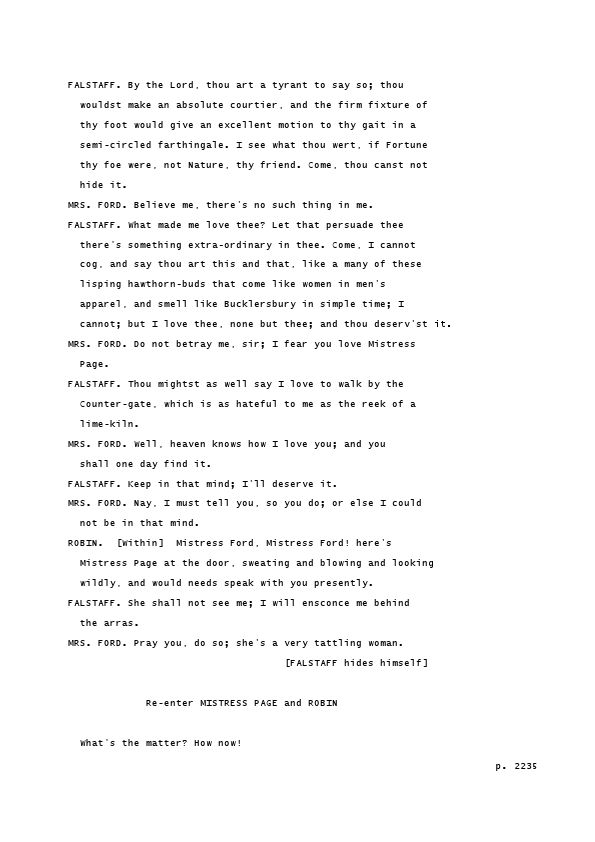 FALSTAFF. By the Lord, thou art a tyrant to say so; thou
wouldst make an absolute courtier, and the firm fixture of
thy foot would give an excellent motion to thy gait in a
semi-circled farthingale. I see what thou wert, if Fortune
thy foe were, not Nature, thy friend. Come, thou canst not
hide it.
MRS. FORD. Believe me, there's no such thing in me.
FALSTAFF. What made me love thee? Let that persuade thee
there's something extra-ordinary in thee. Come, I cannot
cog, and say thou art this and that, like a many of these
lisping hawthorn-buds that come like women in men's
apparel, and smell like Bucklersbury in simple time; I
cannot; but I love thee, none but thee; and thou deserv'st it.
MRS. FORD. Do not betray me, sir; I fear you love Mistress
Page.
FALSTAFF. Thou mightst as well say I love to walk by the
Counter-gate, which is as hateful to me as the reek of a
lime-kiln.
MRS. FORD. Well, heaven knows how I love you; and you
shall one day find it.
FALSTAFF. Keep in that mind; I'll deserve it.
MRS. FORD. Nay, I must tell you, so you do; or else I could
not be in that mind.
ROBIN.  [Within]  Mistress Ford, Mistress Ford! here's
Mistress Page at the door, sweating and blowing and looking
wildly, and would needs speak with you presently.
FALSTAFF. She shall not see me; I will ensconce me behind
the arras.
MRS. FORD. Pray you, do so; she's a very tattling woman.
[FALSTAFF hides himself]
Re-enter MISTRESS PAGE and ROBIN
What's the matter? How now!
p. 2235